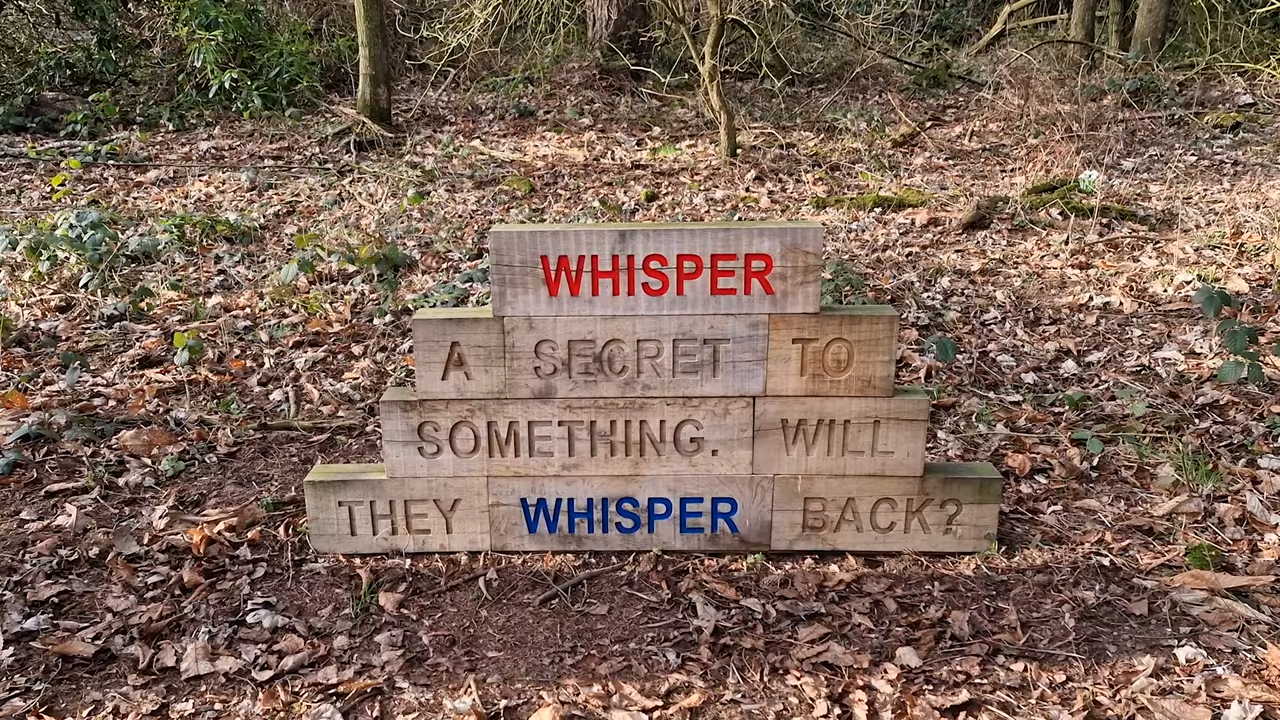 WHISPER
A SECRET TO
SOMETHING. WILL
THEY WHISPER BACK?